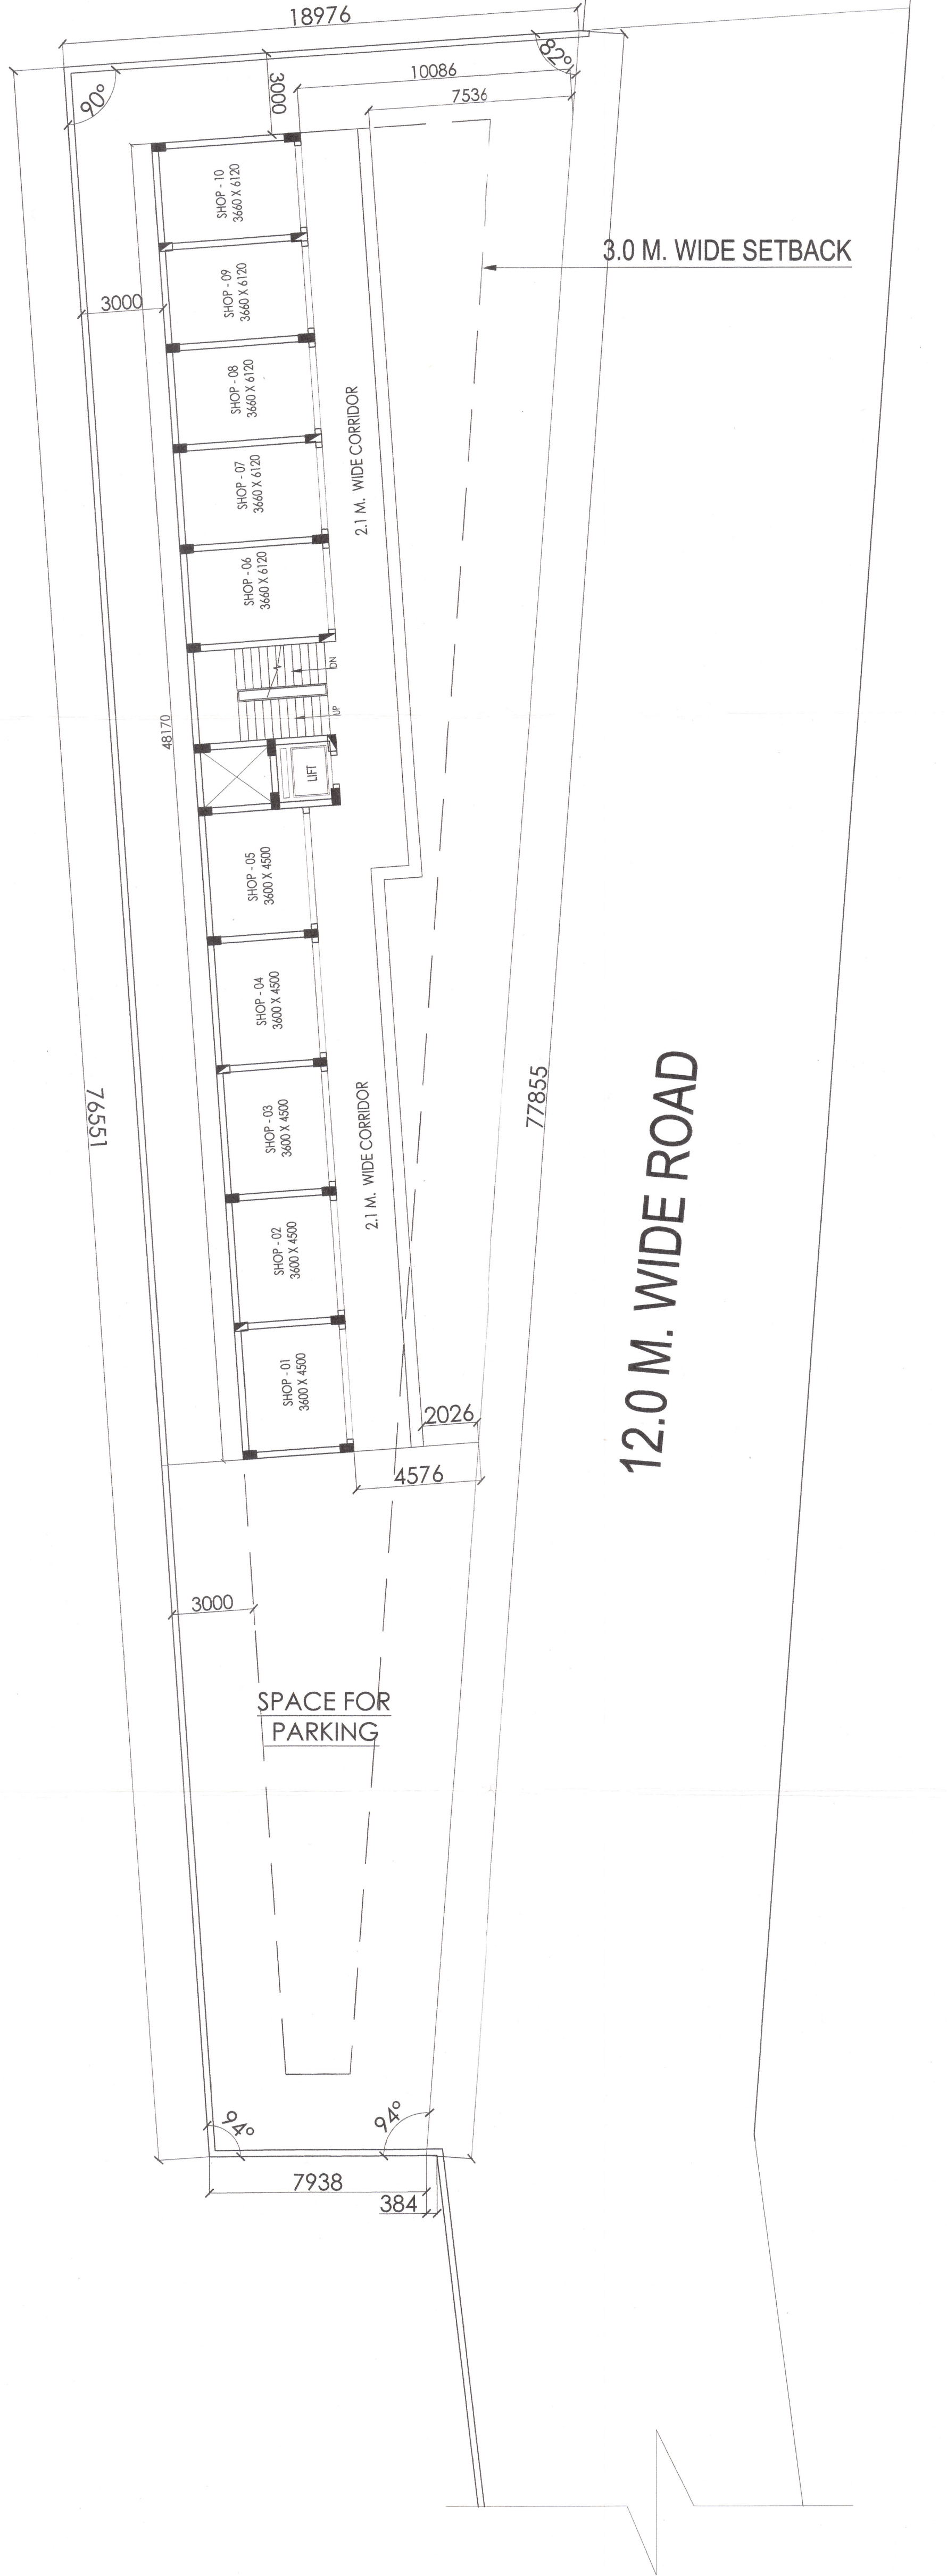 18976
82°
10086
90°
3000
7536
SHOP - 10
3660 X 6120
3.0 M. WIDE SETBACK
SHOP - 09
3660 X 6120
3000
SHOP - 08
3660 X 6120
2.1 M. WIDE CORRIDOR
SHOP - 07
3660 X 6120
SHOP - 06
3660 X 6120
DN
UP
48170
LIFT
SHOP - 05
3600 X 4500
SHOP - 04
3600 X 4500
76551
77855
12.0 M. WIDE ROAD
SHOP - 03
3600 X 4500
2.1 M. WIDE CORRIDOR
SHOP - 02
3600 X 4500
SHOP - 01
3600 X 4500
2026
4576
3000
SPACE FOR
PARKING
94°
94°
7938
384